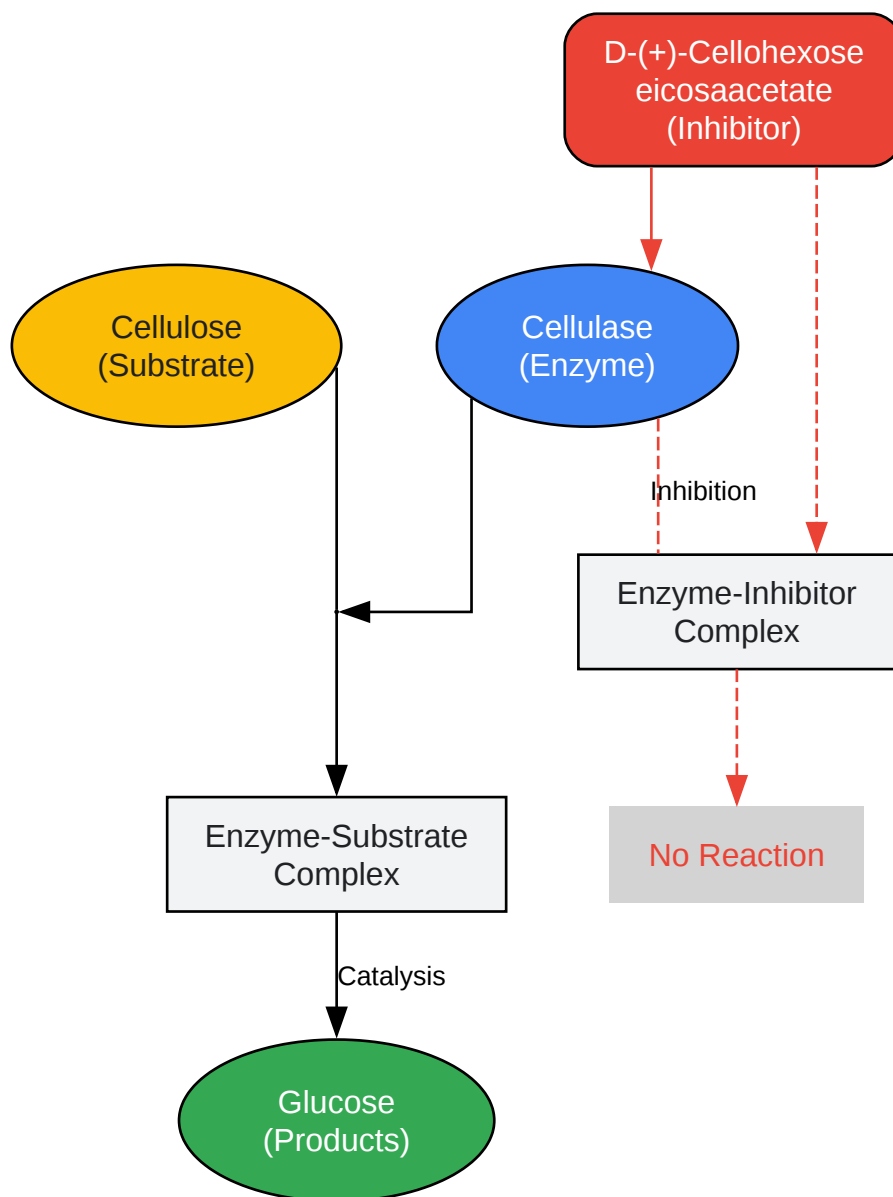 D-(+)-Cellohexose
eicosaacetate
(Inhibitor)
Cellulose
(Substrate)
Cellulase
(Enzyme)
Inhibition
Enzyme-Inhibitor
Complex
Enzyme-Substrate
Complex
No Reaction
Catalysis
Glucose
(Products)